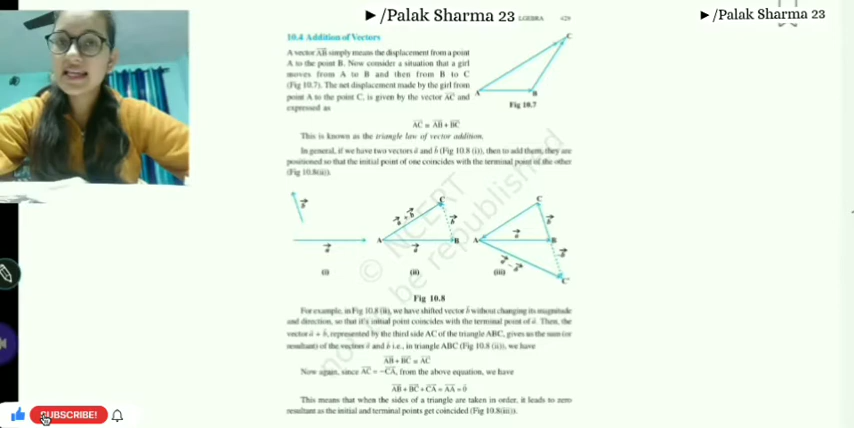 ▶/Palak Sharma 23
▶/Palak Sharma 23
429
10.4 Addition of Vectors
A vector AB simply means the displacement from a point
A to the point B. Now consider a situation that a girl
moves from A to B and then from B to C
(Fig 10.7). The net displacement made by the girl from
point A to the point C, is given by the vector AC and
expressed as
C
A
B
Fig 10.7
AC = AB + BC
This is known as the triangle law of vector addition.
In general, if we have two vectors a and b (Fig 10.8 (i)), then to add them, they are
positioned so that the initial point of one coincides with the terminal point of the other
(Fig 10.8(ii)).
b
a
(i)
A
B
C
a
b
a + b
(ii)
A
B
C
a
b
-b
a - b
C'
(iii)
© NCERT
not be republished
Fig 10.8
For example, in Fig 10.8 (ii), we have shifted vector b without changing its magnitude
and direction, so that it's initial point coincides with the terminal point of a. Then, the
vector a + b, represented by the third side AC of the triangle ABC, gives us the sum (or
resultant) of the vectors a and b i.e., in triangle ABC (Fig 10.8 (ii)), we have
AB + BC = AC
Now again, since AC = -CA, from the above equation, we have
AB + BC + CA = AA = 0
This means that when the sides of a triangle are taken in order, it leads to zero
resultant as the initial and terminal points get coincided (Fig 10.8(iii)).
SUBSCRIBE!